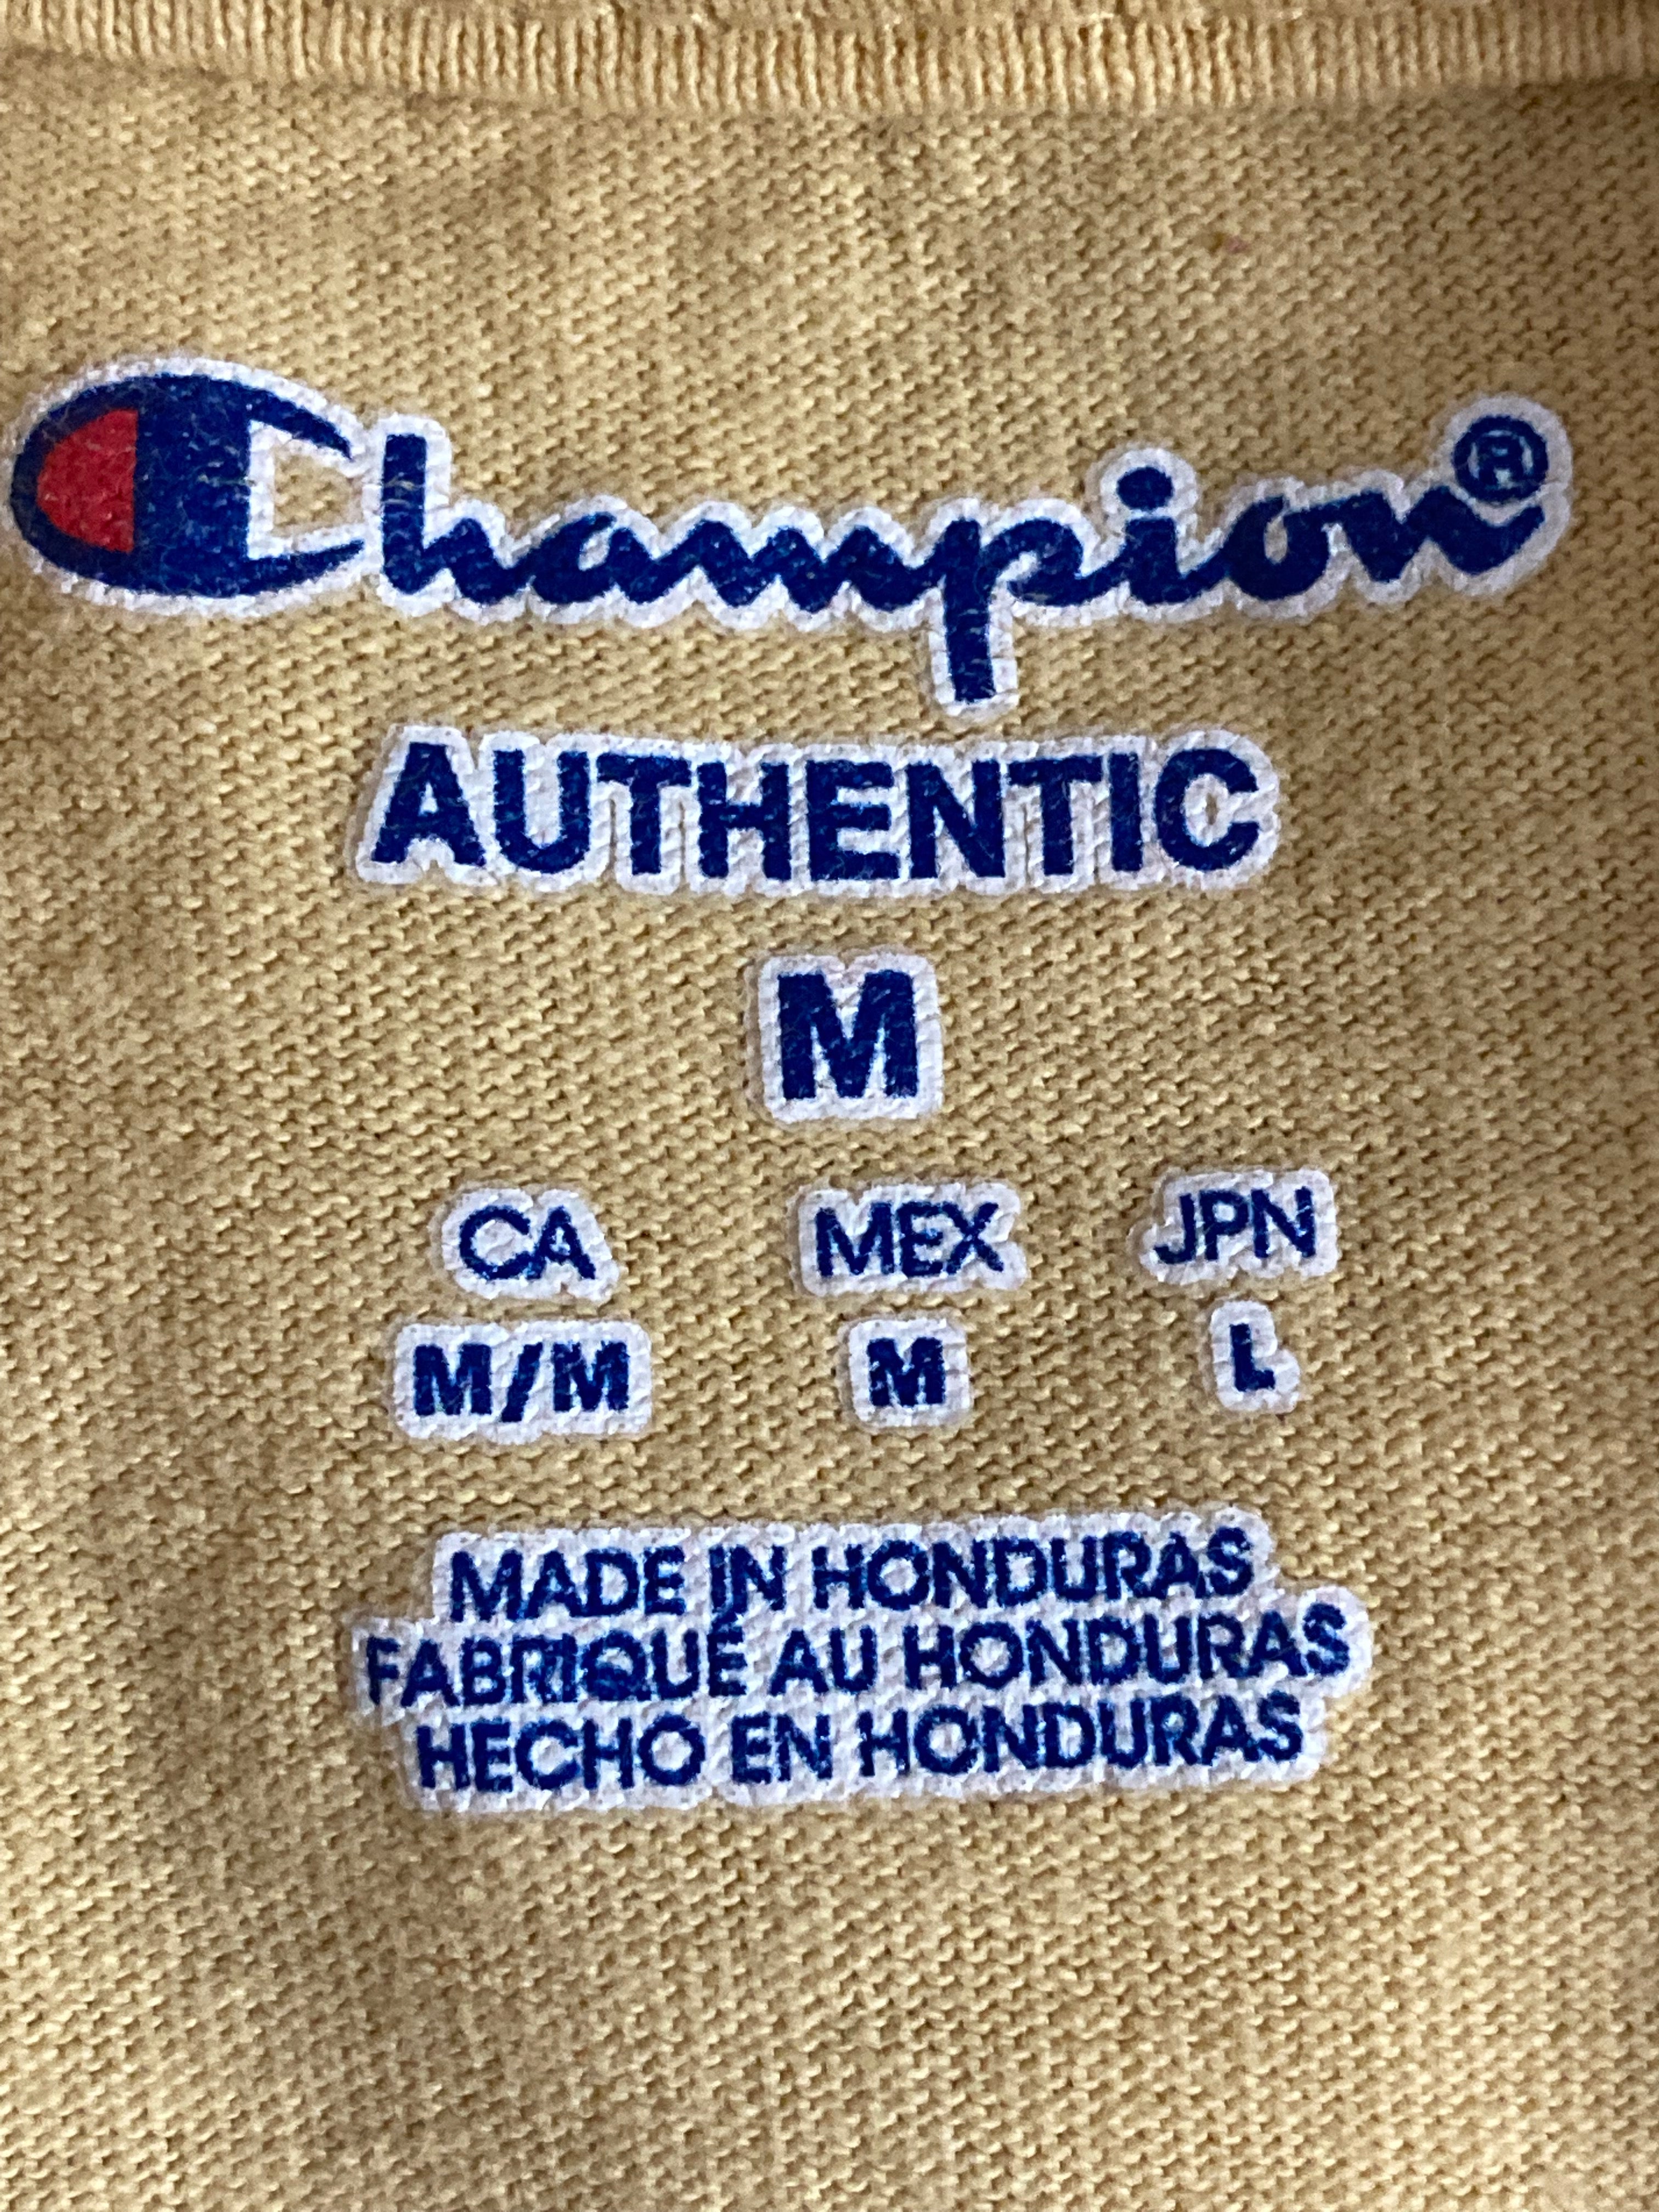 Champion®
AUTHENTIC
M
CA MEX JPN
M/M M L
MADE IN HONDURAS
FABRIQUÉ AU HONDURAS
HECHO EN HONDURAS